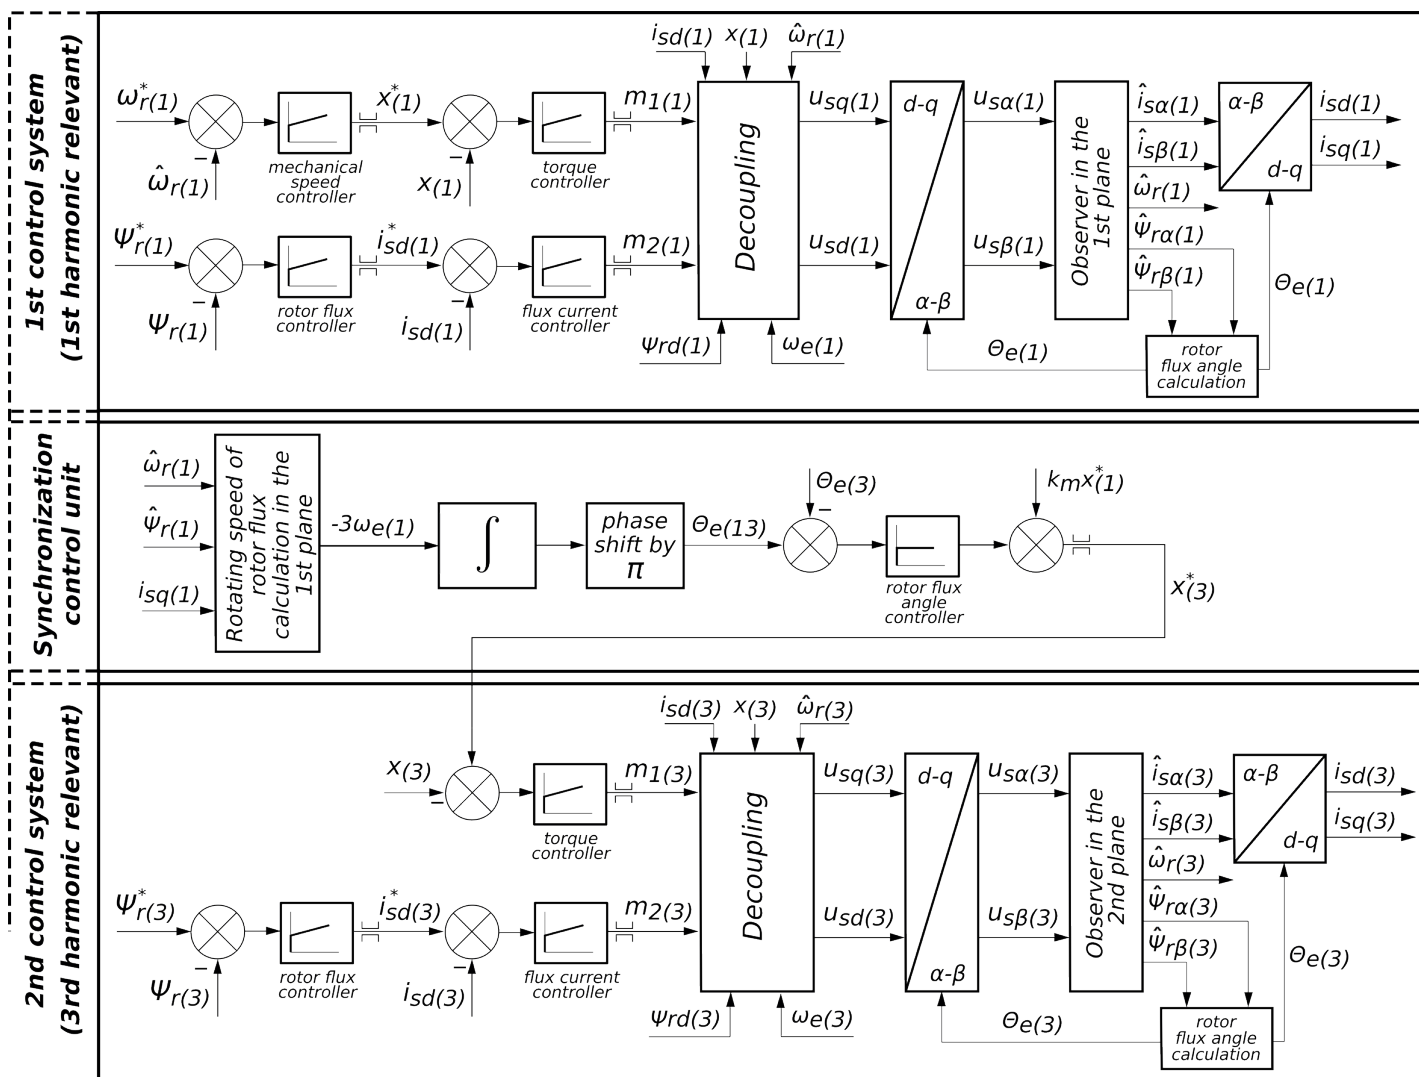 1st control system
(1st harmonic relevant)
isd(1)
x(1)
ω̂r(1)
ω*r(1)
x*(1)
m1(1)
usq(1)
d-q
usα(1)
îsα(1)
α-β
isd(1)
−
mechanical
speed
controller
−
torque
controller
îsβ(1)
isq(1)
ω̂r(1)
x(1)
Decoupling
Observer in the
1st plane
ω̂r(1)
d-q
Ψ*r(1)
i*sd(1)
m2(1)
usd(1)
usβ(1)
ψ̂rα(1)
ψ̂rβ(1)
Θe(1)
−
rotor flux
controller
−
flux current
controller
α-β
Ψr(1)
isd(1)
Ψrd(1)
ωe(1)
Θe(1)
rotor
flux angle
calculation
Synchronization
control unit
ω̂r(1)
ψ̂r(1)
isq(1)
Rotating speed of
rotor flux
calculation in the
1st plane
-3ωe(1)
∫
phase
shift by
π
Θe(13)
Θe(3)
−
rotor flux
angle
controller
kmx*(1)
x*(3)
2nd control system
(3rd harmonic relevant)
isd(3)
x(3)
ω̂r(3)
x(3)
−
m1(3)
usq(3)
d-q
usα(3)
îsα(3)
α-β
isd(3)
torque
controller
îsβ(3)
isq(3)
Decoupling
Observer in the
2nd plane
ω̂r(3)
d-q
Ψ*r(3)
i*sd(3)
m2(3)
usd(3)
usβ(3)
ψ̂rα(3)
ψ̂rβ(3)
Θe(3)
−
rotor flux
controller
−
flux current
controller
α-β
Ψr(3)
isd(3)
Ψrd(3)
ωe(3)
Θe(3)
rotor
flux angle
calculation